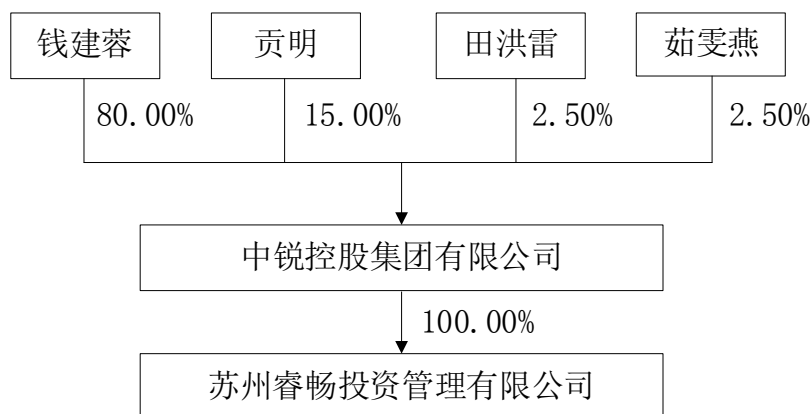 钱建蓉 贡明 田洪雷 茹雯燕
80.00% 15.00% 2.50% 2.50%
中锐控股集团有限公司
100.00%
苏州睿畅投资管理有限公司